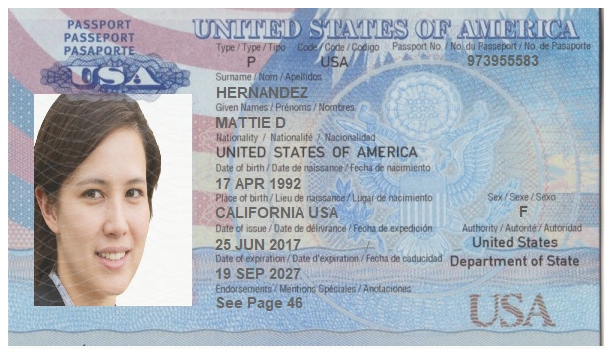 PASSPORT
PASSEPORT
PASAPORTE
USA
UNITED STATES OF AMERICA
Type / Type / Tipo Code / Code / Codigo Passport No. / No. du Passeport / No. de Pasaporte
P USA 973955583
Surname / Nom / Apellidos
HERNANDEZ
Given Names / Prénoms / Nombres
MATTIE D
Nationality / Nationalité / Nacionalidad
UNITED STATES OF AMERICA
Date of birth / Date de naissance / Fecha de nacimiento
17 APR 1992
Place of birth / Lieu de naissance / Lugar de nacimiento Sex / Sexe / Sexo
CALIFORNIA USA F
Date of issue / Date de délivrance / Fecha de expedición Authority / Autorité / Autoridad
25 JUN 2017 United States
Date of expiration / Date d'expiration / Fecha de caducidad Department of State
19 SEP 2027
Endorsements / Mentions Spéciales / Anotaciones
See Page 46
USA